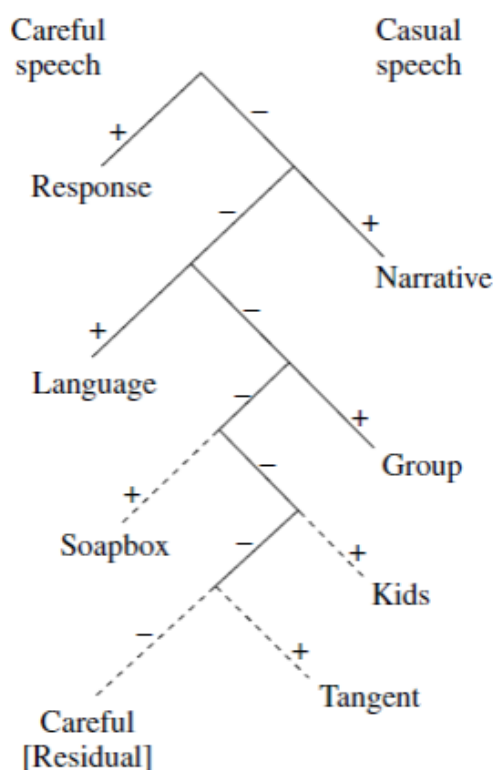 Careful
speech
Casual
speech
+
−
Response
−
+
Narrative
+
−
Language
−
+
Group
+
−
Soapbox
−
+
Kids
−
+
Tangent
Careful
[Residual]